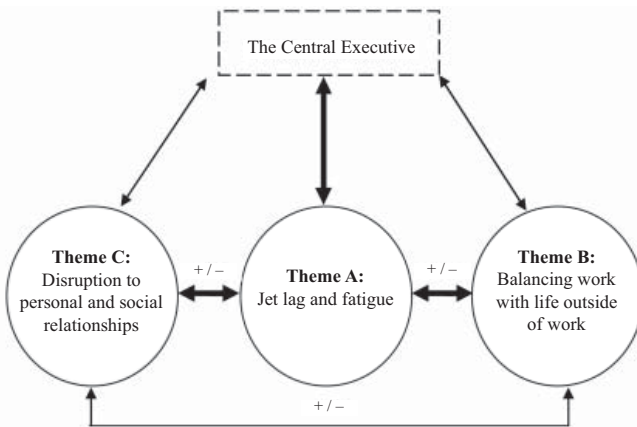 The Central Executive
Theme C:
Disruption to
personal and social
relationships
+ / –
Theme A:
Jet lag and fatigue
+ / –
Theme B:
Balancing work
with life outside
of work
+ / –